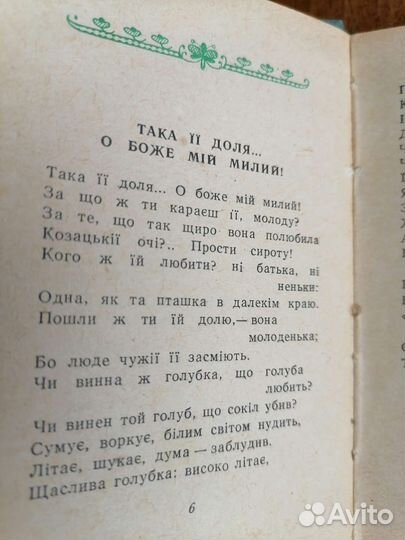 ТАКА ЇЇ ДОЛЯ...
О БОЖЕ МІЙ МИЛИЙ!
Така її доля... О боже мій милий!
За що ж ти караєш її, молоду?
За те, що так щиро вона полюбила
Козацькії очі?.. Прости сироту!
Кого ж їй любити? ні батька, ні
неньки:
Одна, як та пташка в далекім краю.
Пошли ж ти їй долю,— вона
молоденька;
Бо люде чужії її засміють.
Чи винна ж голубка, що голуба
любить?
Чи винен той голуб, що сокіл убив?
Сумує, воркує, білим світом нудить,
Літає, шукає, дума — заблудив.
Щаслива голубка: високо літає,
6
Avito